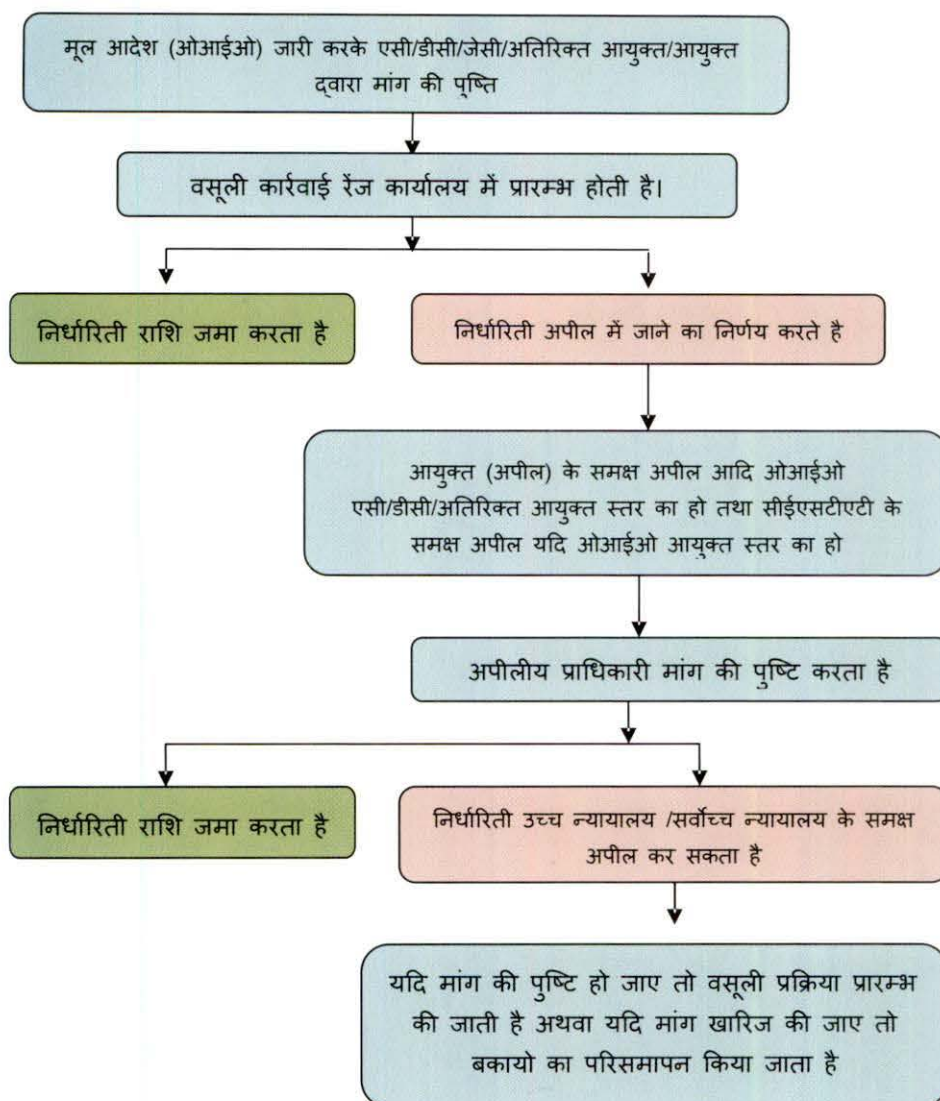 मूल आदेश (ओआईओ) जारी करके एसी/डीसी/जेसी/अतिरिक्त आयुक्त/आयुक्त
द्वारा मांग की पुष्ति
वसूली कार्रवाई रेंज कार्यालय में प्रारम्भ होती है।
निर्धारिती राशि जमा करता है
निर्धारिती अपील में जाने का निर्णय करते है
आयुक्त (अपील) के समक्ष अपील आदि ओआईओ
एसी/डीसी/अतिरिक्त आयुक्त स्तर का हो तथा सीईएसटीएटी के
समक्ष अपील यदि ओआईओ आयुक्त स्तर का हो
अपीलीय प्राधिकारी मांग की पुष्टि करता है
निर्धारिती राशि जमा करता है
निर्धारिती उच्च न्यायालय /सर्वोच्च न्यायालय के समक्ष
अपील कर सकता है
यदि मांग की पुष्टि हो जाए तो वसूली प्रक्रिया प्रारम्भ
की जाती है अथवा यदि मांग खारिज की जाए तो
बकायो का परिसमापन किया जाता है